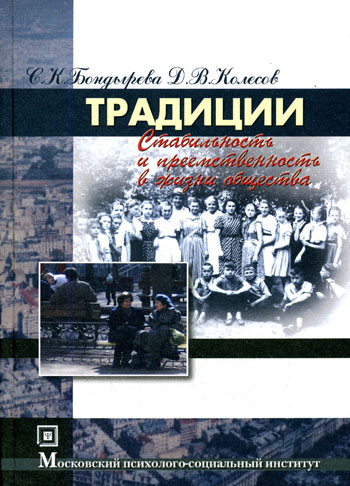 С.К.Бондырева Д.В.Колесов
ТРАДИЦИИ
Стабильность
и преемственность
в жизни общества
Ψ
Московский психолого-социальный институт